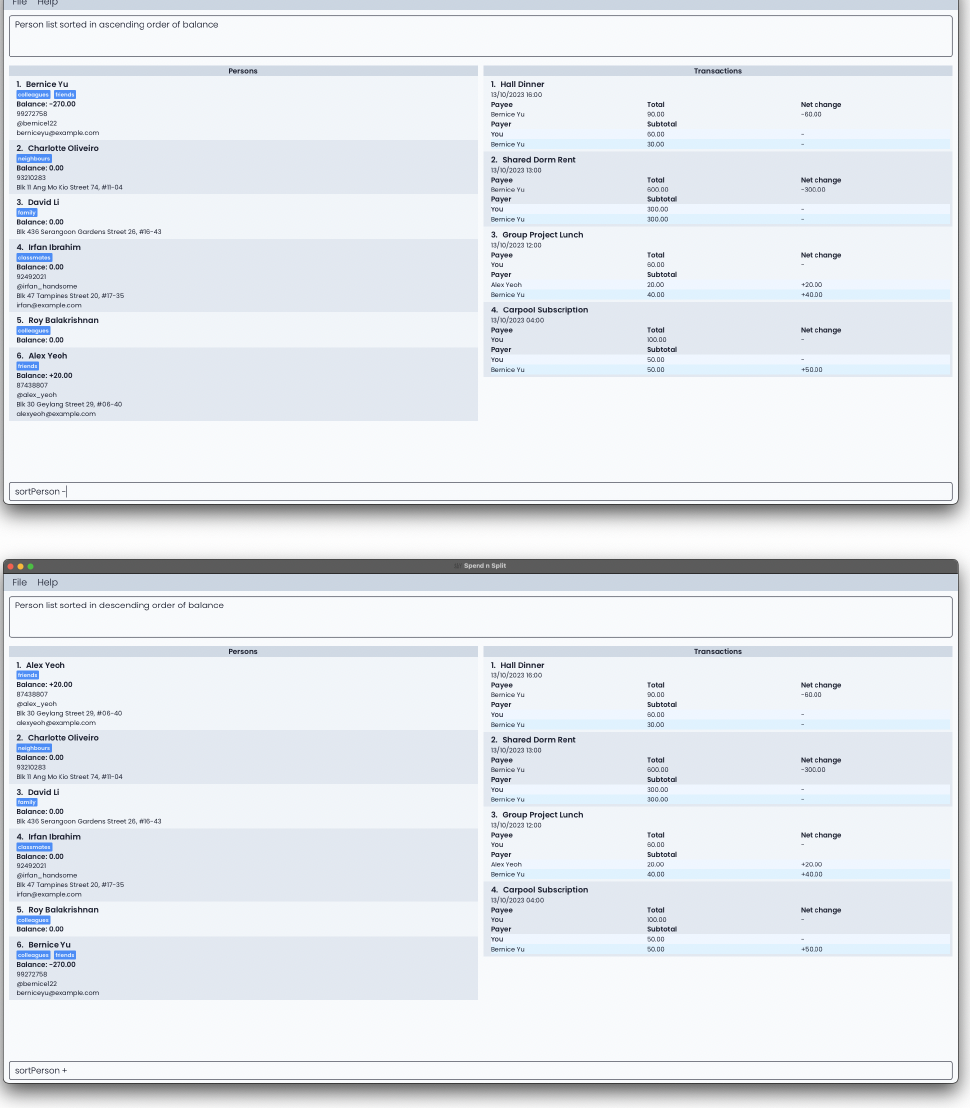 File Help
Person list sorted in ascending order of balance
Persons
1. Bernice Yu
colleagues friends
Balance: -270.00
99272758
@bernice122
berniceyu@example.com
2. Charlotte Oliveiro
neighbours
Balance: 0.00
93210283
Blk 11 Ang Mo Kio Street 74, #11-04
3. David Li
family
Balance: 0.00
Blk 436 Serangoon Gardens Street 26, #16-43
4. Irfan Ibrahim
classmates
Balance: 0.00
92492021
@irfan_handsome
Blk 47 Tampines Street 20, #17-35
irfan@example.com
5. Roy Balakrishnan
colleagues
Balance: 0.00
6. Alex Yeoh
friends
Balance: +20.00
87438807
@alex_yeoh
Blk 30 Geylang Street 29, #06-40
alexyeoh@example.com
Transactions
1. Hall Dinner
13/10/2023 16:00
Payee Total Net change
Bernice Yu 90.00 -60.00
Payer Subtotal
You 60.00 -
Bernice Yu 30.00 -
2. Shared Dorm Rent
13/10/2023 13:00
Payee Total Net change
Bernice Yu 600.00 -300.00
Payer Subtotal
You 300.00 -
Bernice Yu 300.00 -
3. Group Project Lunch
13/10/2023 12:00
Payee Total Net change
You 60.00 -
Payer Subtotal
Alex Yeoh 20.00 +20.00
Bernice Yu 40.00 +40.00
4. Carpool Subscription
13/10/2023 04:00
Payee Total Net change
You 100.00 -
Payer Subtotal
You 50.00 -
Bernice Yu 50.00 +50.00
sortPerson -
Spend n Split
File Help
Person list sorted in descending order of balance
Persons
1. Alex Yeoh
friends
Balance: +20.00
87438807
@alex_yeoh
Blk 30 Geylang Street 29, #06-40
alexyeoh@example.com
2. Charlotte Oliveiro
neighbours
Balance: 0.00
93210283
Blk 11 Ang Mo Kio Street 74, #11-04
3. David Li
family
Balance: 0.00
Blk 436 Serangoon Gardens Street 26, #16-43
4. Irfan Ibrahim
classmates
Balance: 0.00
92492021
@irfan_handsome
Blk 47 Tampines Street 20, #17-35
irfan@example.com
5. Roy Balakrishnan
colleagues
Balance: 0.00
6. Bernice Yu
colleagues friends
Balance: -270.00
99272758
@bernice122
berniceyu@example.com
Transactions
1. Hall Dinner
13/10/2023 16:00
Payee Total Net change
Bernice Yu 90.00 -60.00
Payer Subtotal
You 60.00 -
Bernice Yu 30.00 -
2. Shared Dorm Rent
13/10/2023 13:00
Payee Total Net change
Bernice Yu 600.00 -300.00
Payer Subtotal
You 300.00 -
Bernice Yu 300.00 -
3. Group Project Lunch
13/10/2023 12:00
Payee Total Net change
You 60.00 -
Payer Subtotal
Alex Yeoh 20.00 +20.00
Bernice Yu 40.00 +40.00
4. Carpool Subscription
13/10/2023 04:00
Payee Total Net change
You 100.00 -
Payer Subtotal
You 50.00 -
Bernice Yu 50.00 +50.00
sortPerson +